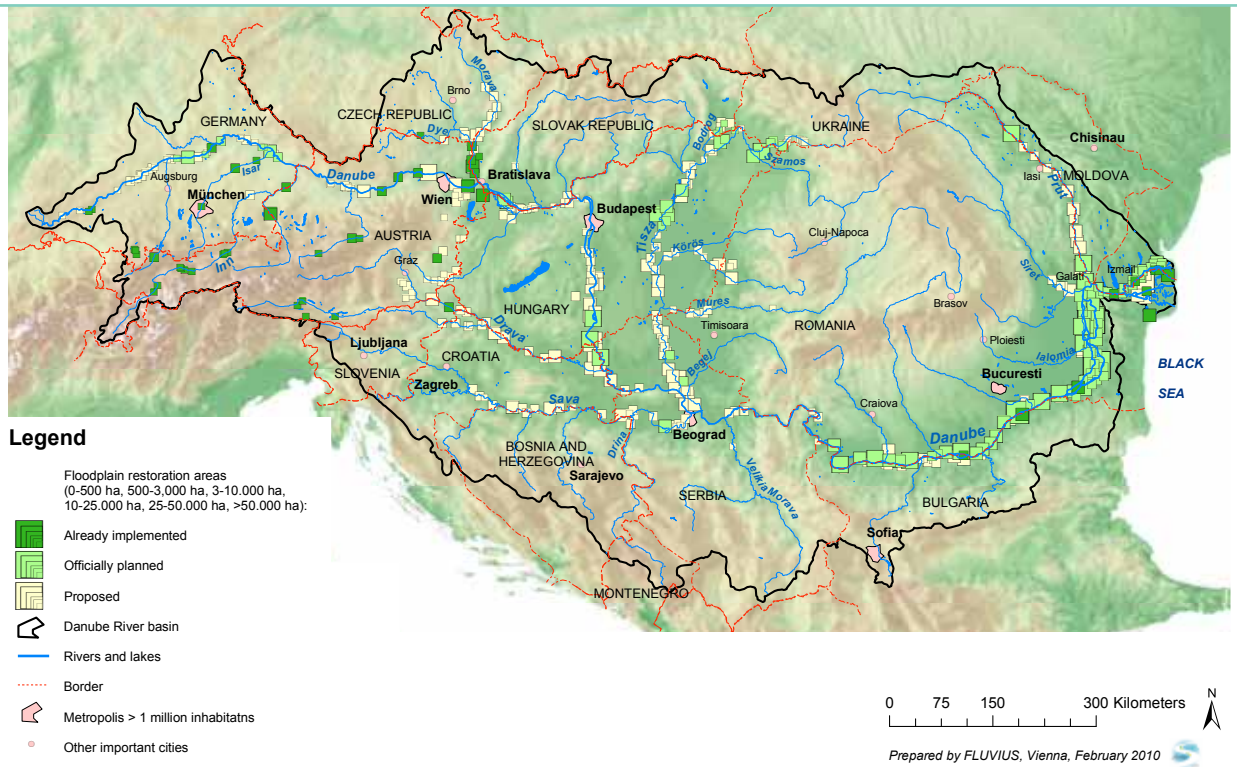 Morava
Brno
CZECH REPUBLIC
GERMANY
Dye
SLOVAK REPUBLIC
Bodrog
UKRAINE
Chisinau
Szamos
Iasi
MOLDOVA
Prut
Augsburg
Isar
Danube
München
Wien
Bratislava
Budapest
Tisza
Körös
Cluj-Napoca
AUSTRIA
Inn
Graz
Siret
Galati
Izmail
HUNGARY
Mures
Brasov
Drava
Timisoara
ROMANIA
Ljubljana
CROATIA
Begej
Ploiesti
Ialomia
SLOVENIA
Zagreb
Bucuresti
BLACK
SEA
Sava
Craiova
Beograd
Danube
Drina
BOSNIA AND
HERZEGOVINA
Sarajevo
Velikja Morava
SERBIA
BULGARIA
Sofia
MONTENEGRO
Legend
Floodplain restoration areas
(0-500 ha, 500-3,000 ha, 3-10.000 ha,
10-25.000 ha, 25-50.000 ha, >50.000 ha):
Already implemented
Officially planned
Proposed
Danube River basin
Rivers and lakes
Border
Metropolis > 1 million inhabitatns
Other important cities
0 75 150 300 Kilometers
N
Prepared by FLUVIUS, Vienna, February 2010